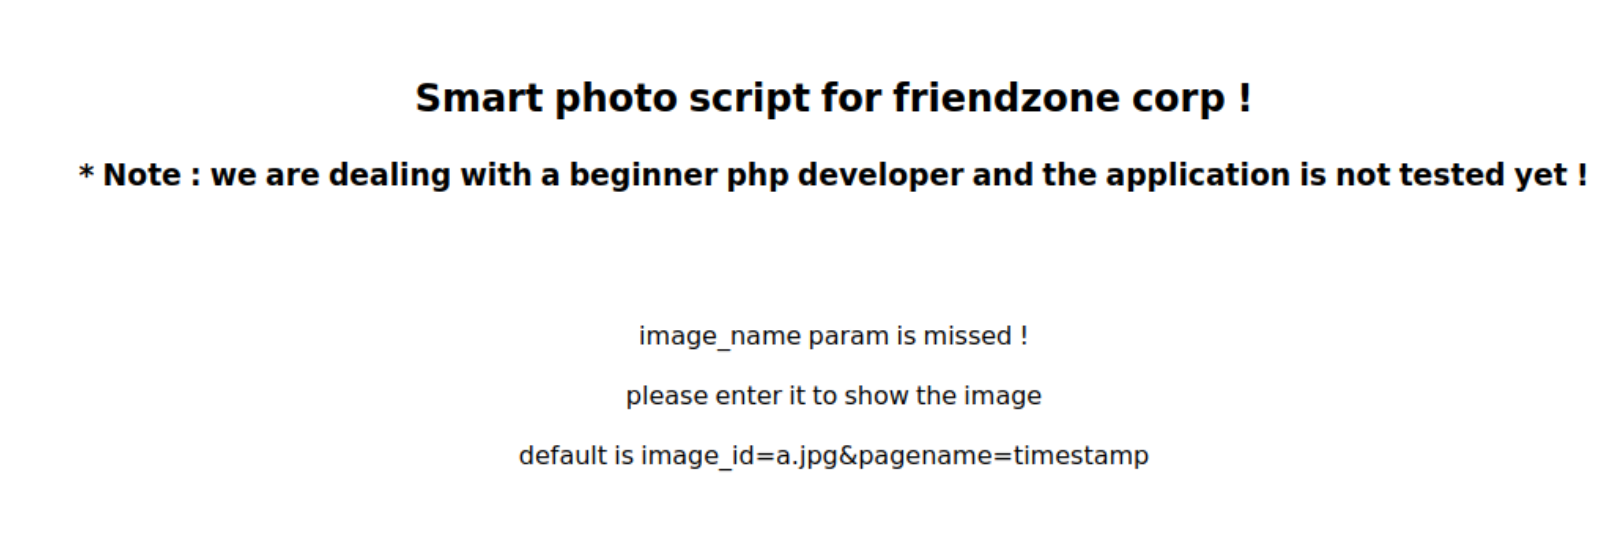 Smart photo script for friendzone corp !
* Note : we are dealing with a beginner php developer and the application is not tested yet !
image_name param is missed !
please enter it to show the image
default is image_id=a.jpg&pagename=timestamp